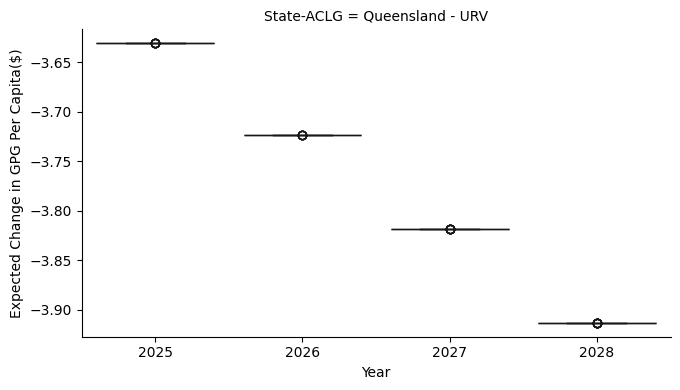 State-ACLG = Queensland - URV
Expected Change in GPG Per Capita($)
−3.65
−3.70
−3.75
−3.80
−3.85
−3.90
2025 2026 2027 2028
Year